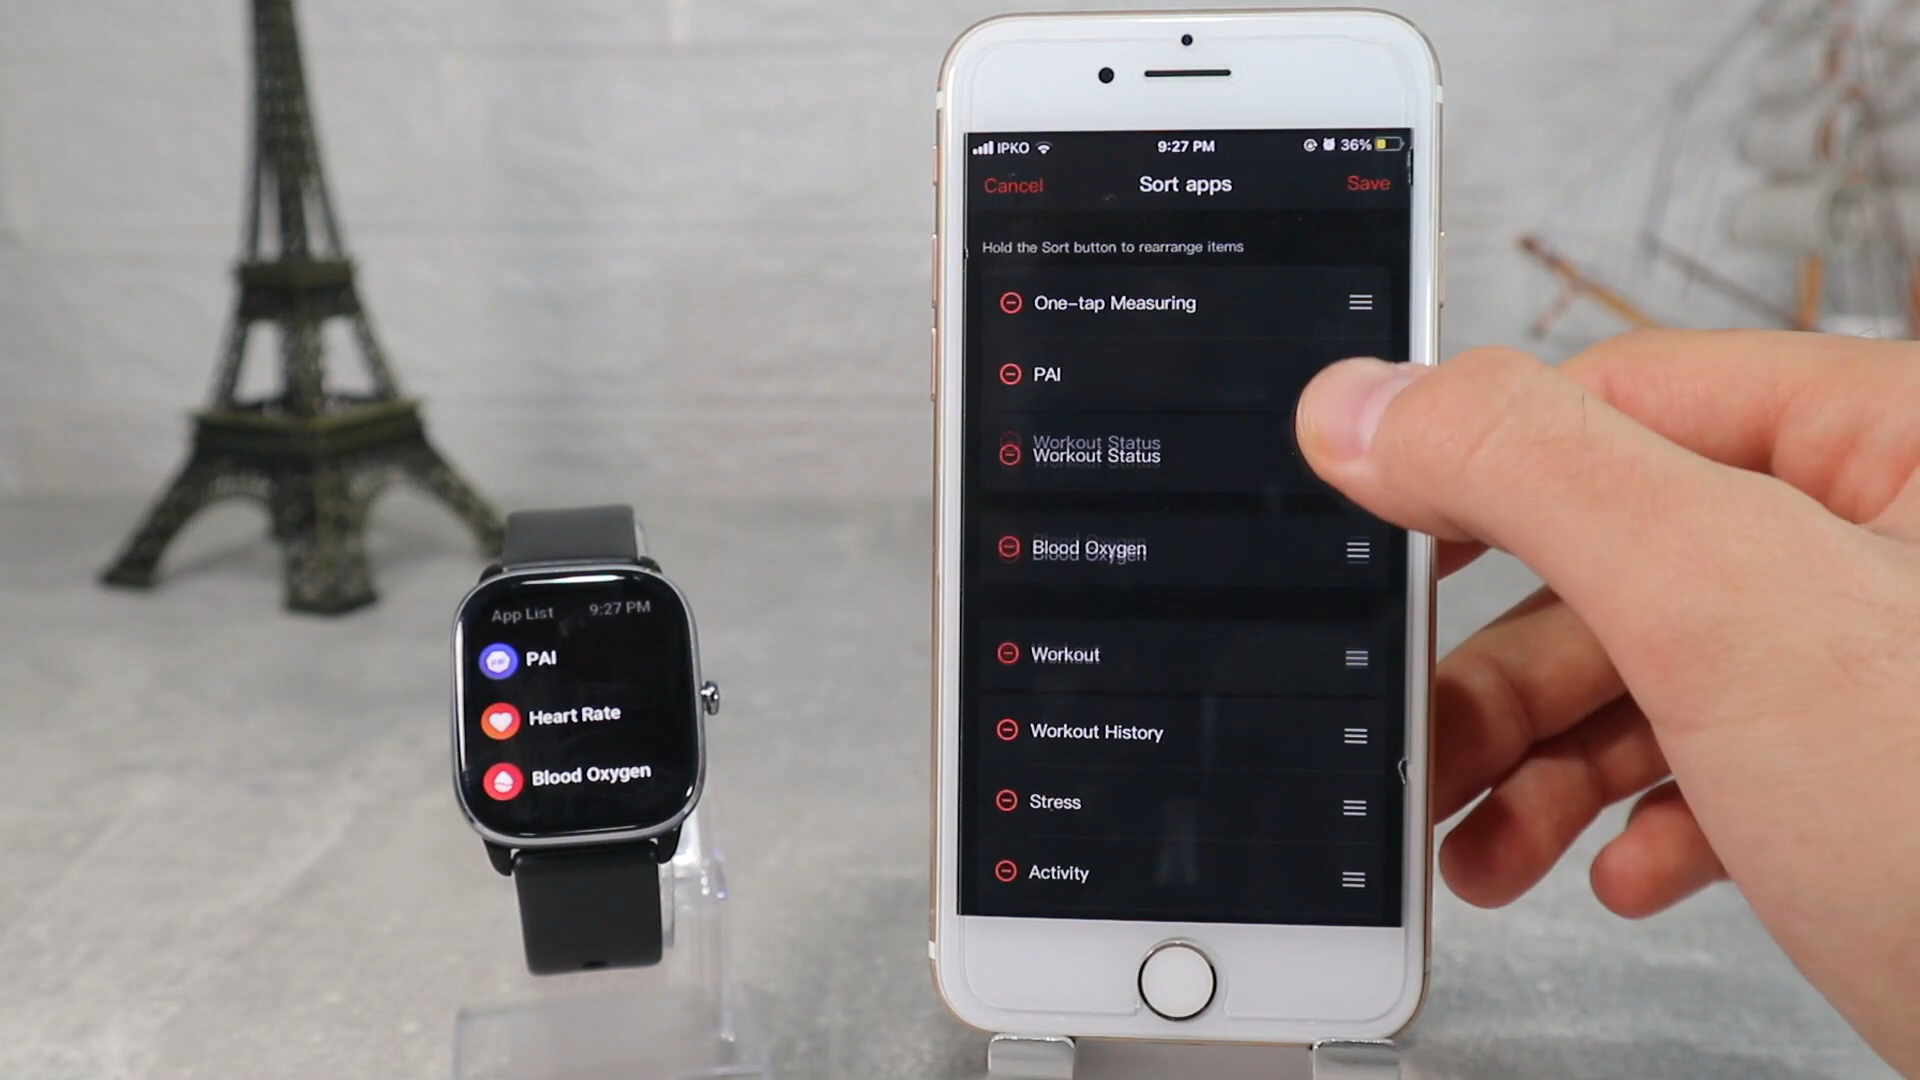 App List 9:27 PM
PAI
Heart Rate
Blood Oxygen
IPKO 9:27 PM 36%
Cancel Sort apps Save
Hold the Sort button to rearrange items
One-tap Measuring
PAI
Workout Status
Workout Status
Blood Oxygen
Workout
Workout History
Stress
Activity